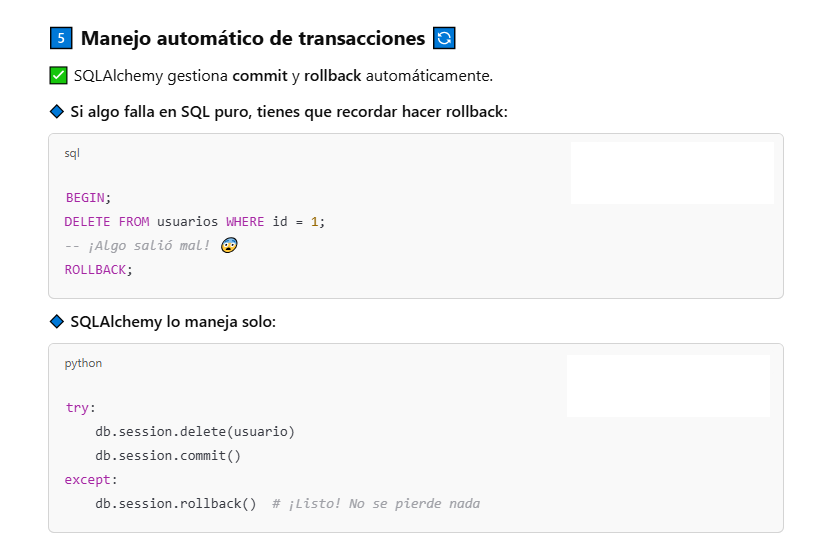 5️⃣ Manejo automático de transacciones 🔄
✅ SQLAlchemy gestiona commit y rollback automáticamente.
🔹 Si algo falla en SQL puro, tienes que recordar hacer rollback:
sql
BEGIN;
DELETE FROM usuarios WHERE id = 1;
-- ¡Algo salió mal! 😨
ROLLBACK;
🔹 SQLAlchemy lo maneja solo:
python
try:
    db.session.delete(usuario)
    db.session.commit()
except:
    db.session.rollback()  # ¡Listo! No se pierde nada